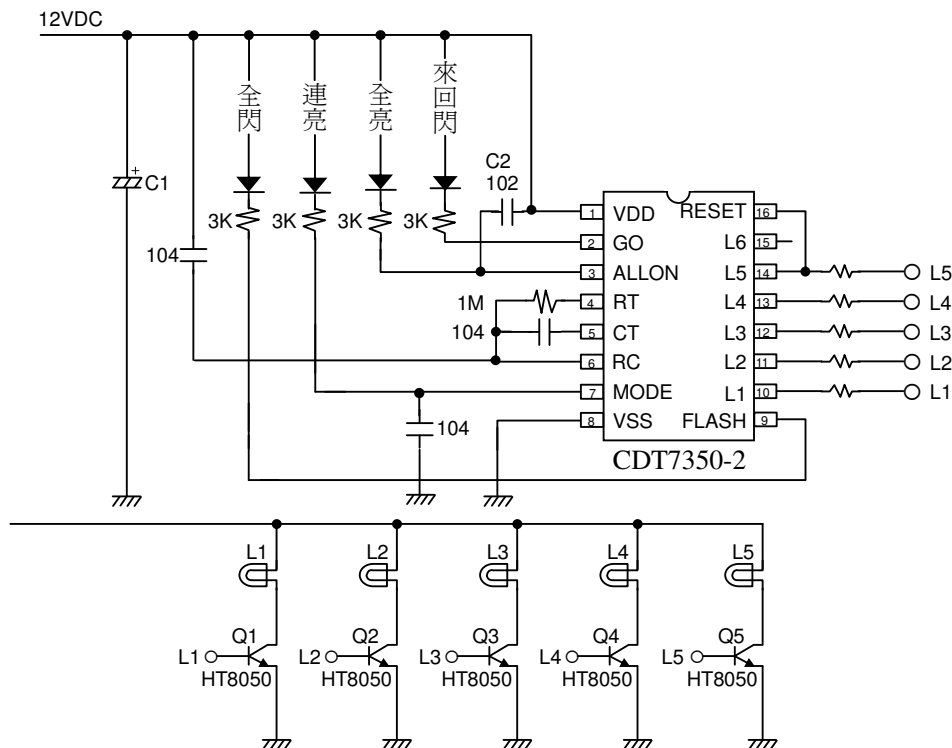 12VDC
全閃
連亮
全亮
來回閃
C1
104
3K
3K
3K
3K
C2
102
1M
104
104
1 VDD
2 GO
3 ALLON
4 RT
5 CT
6 RC
7 MODE
8 VSS
RESET 16
L6 15
L5 14
L4 13
L3 12
L2 11
L1 10
FLASH 9
L5
L4
L3
L2
L1
CDT7350-2
L1
L2
L3
L4
L5
Q1
Q2
Q3
Q4
Q5
L1
L2
L3
L4
L5
HT8050
HT8050
HT8050
HT8050
HT8050